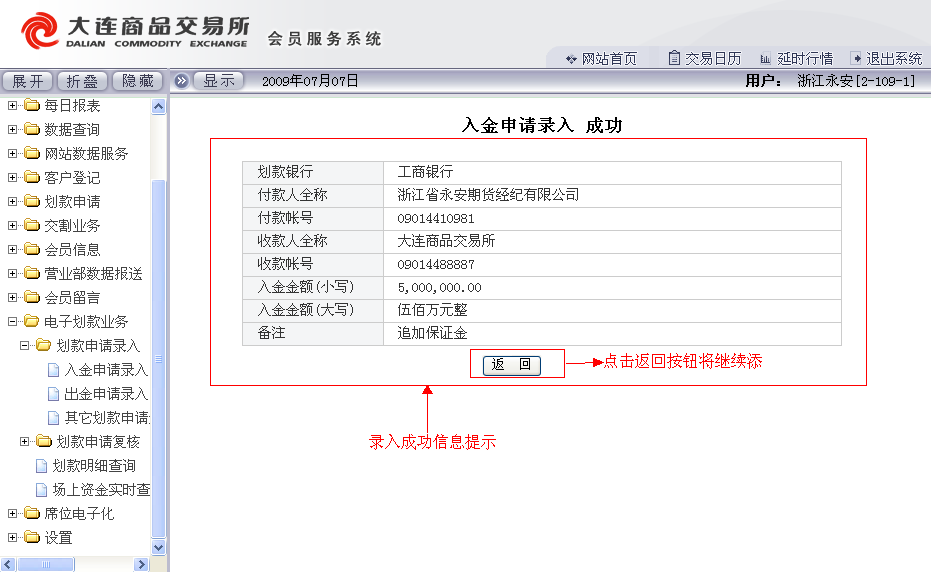 大连商品交易所
DALIAN COMMODITY EXCHANGE
会员服务系统
网站首页 交易日历 延时行情 退出系统
展开 折叠 隐藏 显示 2009年07月07日 用户： 浙江永安[2-109-1]
每日报表
数据查询
网站数据服务
客户登记
划款申请
交割业务
会员信息
营业部数据报送
会员留言
电子划款业务
划款申请录入
入金申请录入
出金申请录入
其它划款申请
划款申请复核
划款明细查询
场上资金实时查
席位电子化
设置
入金申请录入 成功
划款银行 工商银行
付款人全称 浙江省永安期货经纪有限公司
付款帐号 09014410981
收款人全称 大连商品交易所
收款帐号 09014488887
入金金额(小写) 5,000,000.00
入金金额(大写) 伍佰万元整
备注 追加保证金
返 回
点击返回按钮将继续添
录入成功信息提示